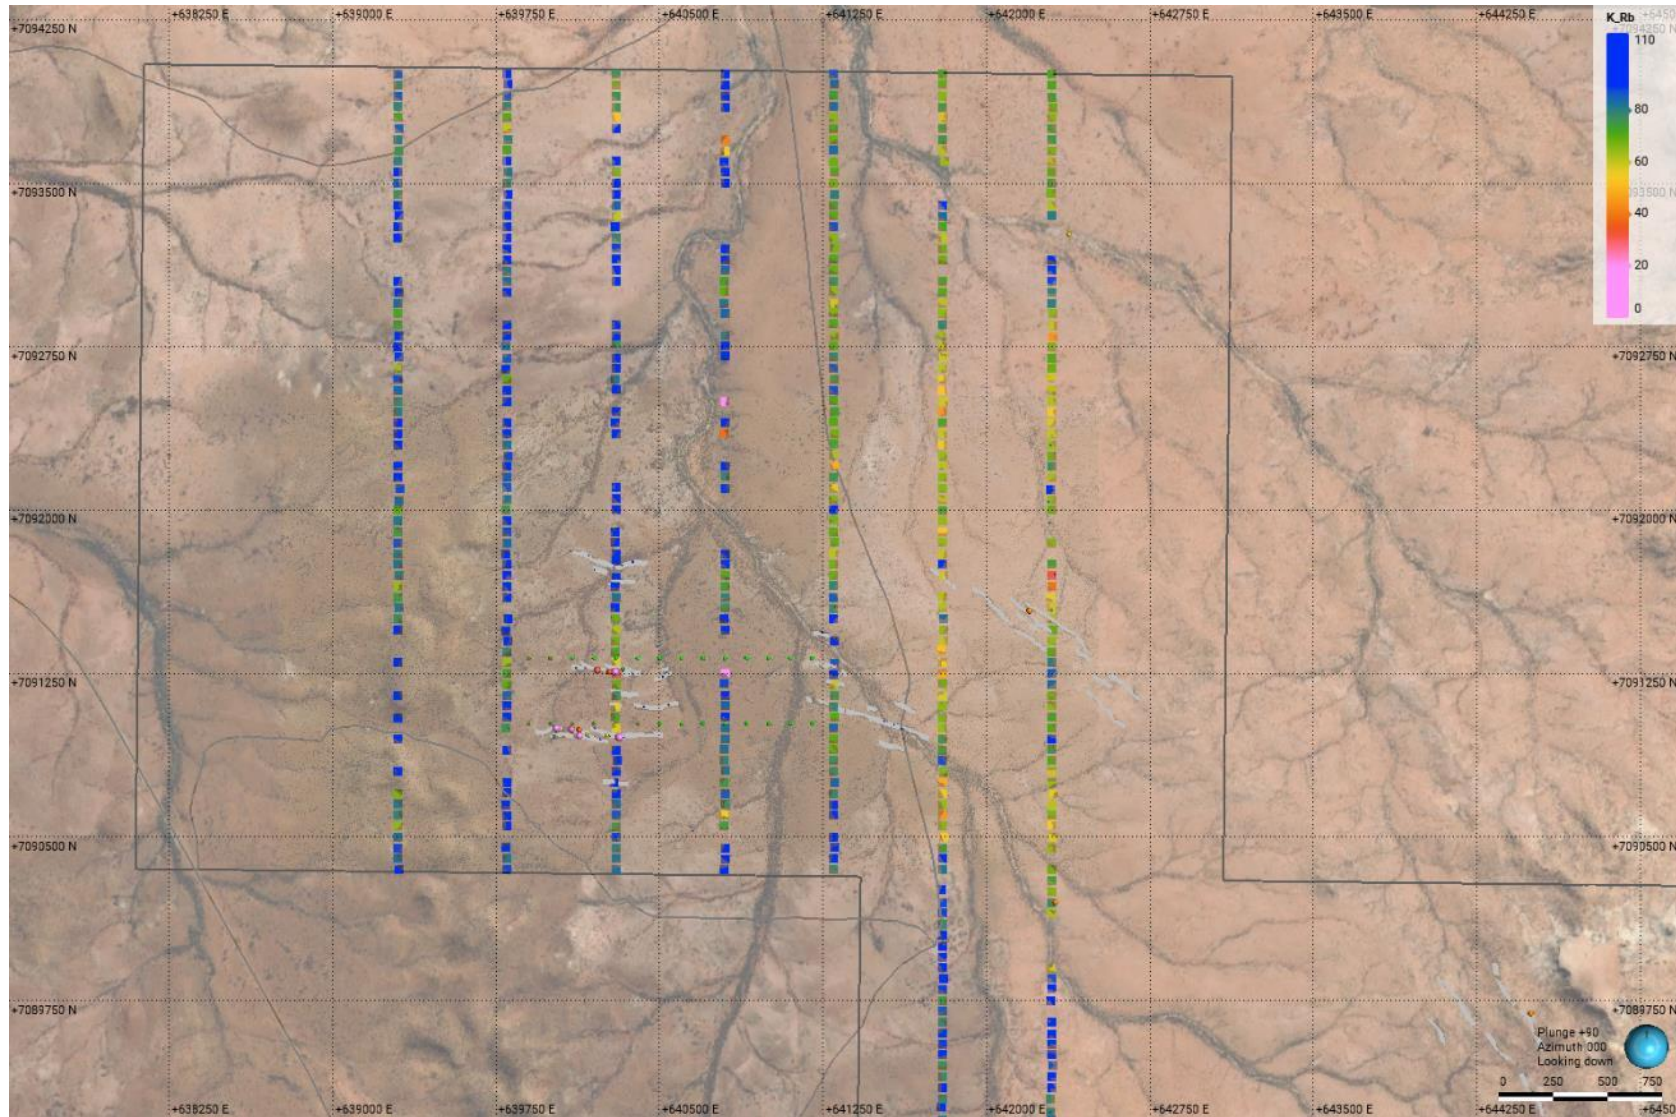 +638250 E +639000 E +639750 E +640500 E +641250 E +642000 E +642750 E +643500 E +644250 E
K_Rb
110
80
60
40
20
0
+7094250 N
+7093500 N
+7092750 N +7092750 N
+7092000 N +7092000 N
+7091250 N +7091250 N
+7090500 N +7090500 N
+7089750 N +7089750 N
Plunge +90
Azimuth 000
Looking down
0 250 500 750
+638250 E +639000 E +639750 E +640500 E +641250 E +642000 E +642750 E +643500 E +644250 E